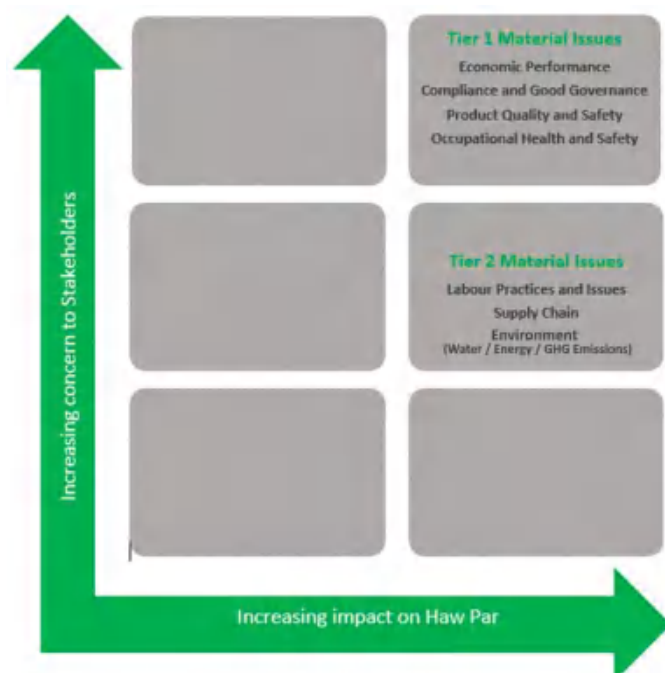 Tier 1 Material Issues
Economic Performance
Compliance and Good Governance
Product Quality and Safety
Occupational Health and Safety
Tier 2 Material Issues
Labour Practices and Issues
Supply Chain
Environment
(Water / Energy / GHG Emissions)
Increasing concern to Stakeholders
Increasing impact on Haw Par